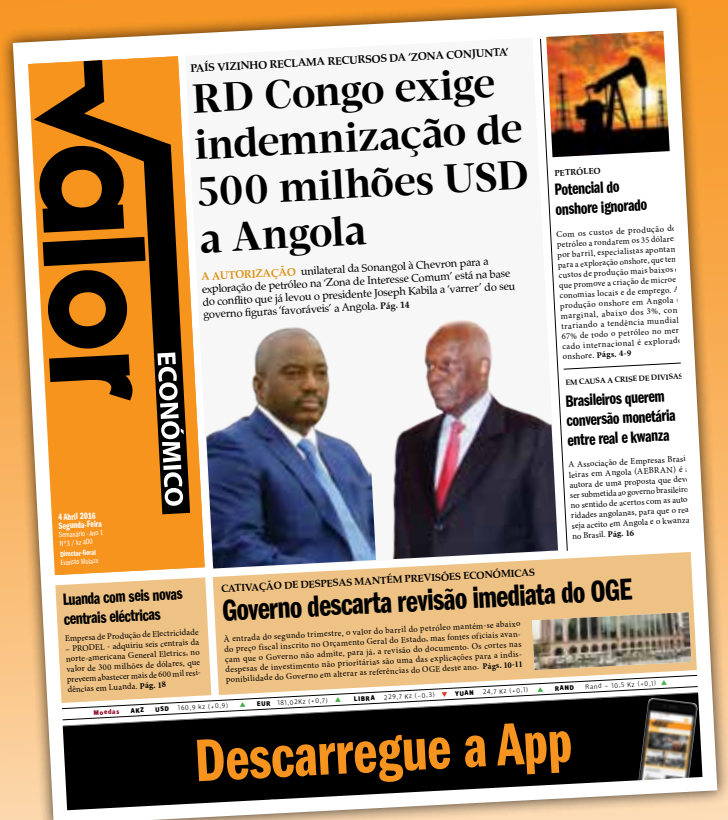 valor
ECONÓMICO
4 Abril 2016
Segunda-Feira
Semanário - Ano 1
Nº3 / kz 400
Director-Geral
Evaristo Mulaza
PAÍS VIZINHO RECLAMA RECURSOS DA ‘ZONA CONJUNTA’
RD Congo exige
indemnização de
500 milhões USD
a Angola
A AUTORIZAÇÃO unilateral da Sonangol à Chevron para a
exploração de petróleo na ‘Zona de Interesse Comum’ está na base
do conflito que já levou o presidente Joseph Kabila a ‘varrer’ do seu
governo figuras ‘favoráveis’ a Angola. Pág. 14
PETRÓLEO
Potencial do
onshore ignorado
Com os custos de produção de
petróleo a rondarem os 35 dólare
por barril, especialistas apontan
para a exploração onshore, que ten
custos de produção mais baixos
que promove a criação de microe
conomias locais e de emprego. A
produção onshore em Angola
marginal, abaixo dos 3%, con
trariando a tendência mundial
67% de todo o petróleo no mer
cado internacional é explorado
onshore. Págs. 4-9
EM CAUSA A CRISE DE DIVISAS
Brasileiros querem
conversão monetária
entre real e kwanza
A Associação de Empresas Brasi
leiras em Angola (AEBRAN) é
autora de uma proposta que deve
ser submetida ao governo brasileiro
no sentido de acertos com as auto
ridades angolanas, para que o rea
seja aceito em Angola e o kwanza
no Brasil. Pág. 16
Luanda com seis novas
centrais eléctricas
Empresa de Produção de Electricidade
– PRODEL - adquiriu seis centrais da
norte-americana General Eletrics, no
valor de 300 milhões de dólares, que
preveem abastecer mais de 600 mil resi-
dências em Luanda. Pág. 18
CATIVAÇÃO DE DESPESAS MANTÉM PREVISÕES ECONÓMICAS
Governo descarta revisão imediata do OGE
À entrada do segundo trimestre, o valor do barril do petróleo mantém-se abaixo
do preço fiscal inscrito no Orçamento Geral do Estado, mas fontes oficiais avan-
çam que o Governo não admite, para já, a revisão do documento. Os cortes nas
despesas de investimento não prioritárias são uma das explicações para a indis-
ponibilidade do Governo em alterar as referências do OGE deste ano. Págs. 10-11
Moedas AKZ USD 160,9 kz (+0,9) EUR 181,02Kz (+0,7) LIBRA 229,7 Kz (-0,3) YUAN 24,7 Kz (+0,1) RAND Rand – 10,5 Kz (+0,1)
Descarregue a App